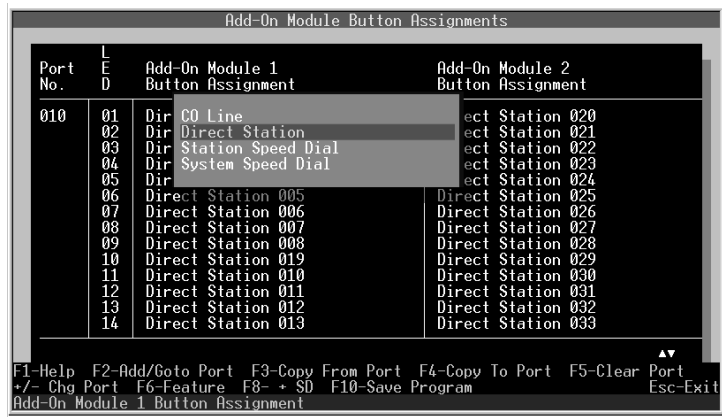 Add-On Module Button Assignments
L
Port E Add-On Module 1 Add-On Module 2
No. D Button Assignment Button Assignment
010 01 Dir CO Line ect Station 020
02 Dir Direct Station ect Station 021
03 Dir Station Speed Dial ect Station 022
04 Dir System Speed Dial ect Station 023
05 Dir ect Station 024
06 Direct Station 005 Direct Station 025
07 Direct Station 006 Direct Station 026
08 Direct Station 007 Direct Station 027
09 Direct Station 008 Direct Station 028
10 Direct Station 019 Direct Station 029
11 Direct Station 010 Direct Station 030
12 Direct Station 011 Direct Station 031
13 Direct Station 012 Direct Station 032
14 Direct Station 013 Direct Station 033
▲▼
F1-Help F2-Add/Goto Port F3-Copy From Port F4-Copy To Port F5-Clear Port
+/- Chg Port F6-Feature F8- + SD F10-Save Program Esc-Exit
Add-On Module 1 Button Assignment